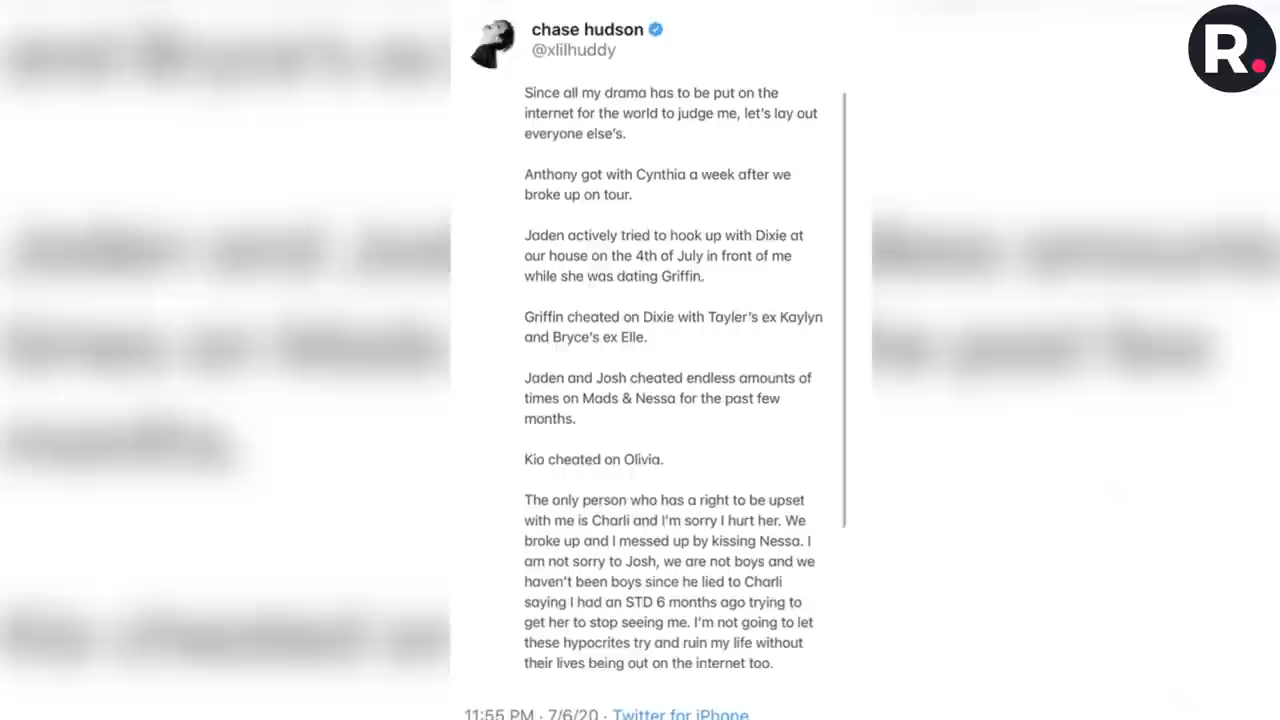 R.
chase hudson
@xlilhuddy
Since all my drama has to be put on the
internet for the world to judge me, let's lay out
everyone else's.
Anthony got with Cynthia a week after we
broke up on tour.
Jaden actively tried to hook up with Dixie at
our house on the 4th of July in front of me
while she was dating Griffin.
Griffin cheated on Dixie with Tayler's ex Kaylyn
and Bryce's ex Elle.
Jaden and Josh cheated endless amounts of
times on Mads & Nessa for the past few
months.
Kio cheated on Olivia.
The only person who has a right to be upset
with me is Charli and I'm sorry I hurt her. We
broke up and I messed up by kissing Nessa. I
am not sorry to Josh, we are not boys and we
haven't been boys since he lied to Charli
saying I had an STD 6 months ago trying to
get her to stop seeing me. I'm not going to let
these hypocrites try and ruin my life without
their lives being out on the internet too.
11:55 PM · 7/6/20 · Twitter for iPhone